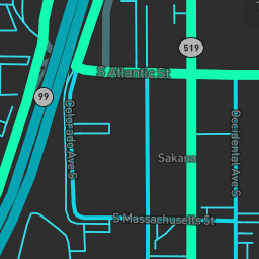 519
S Atlantic St
99
Colorado Ave S
Occidental Ave S
Sakana
S Massachusetts St